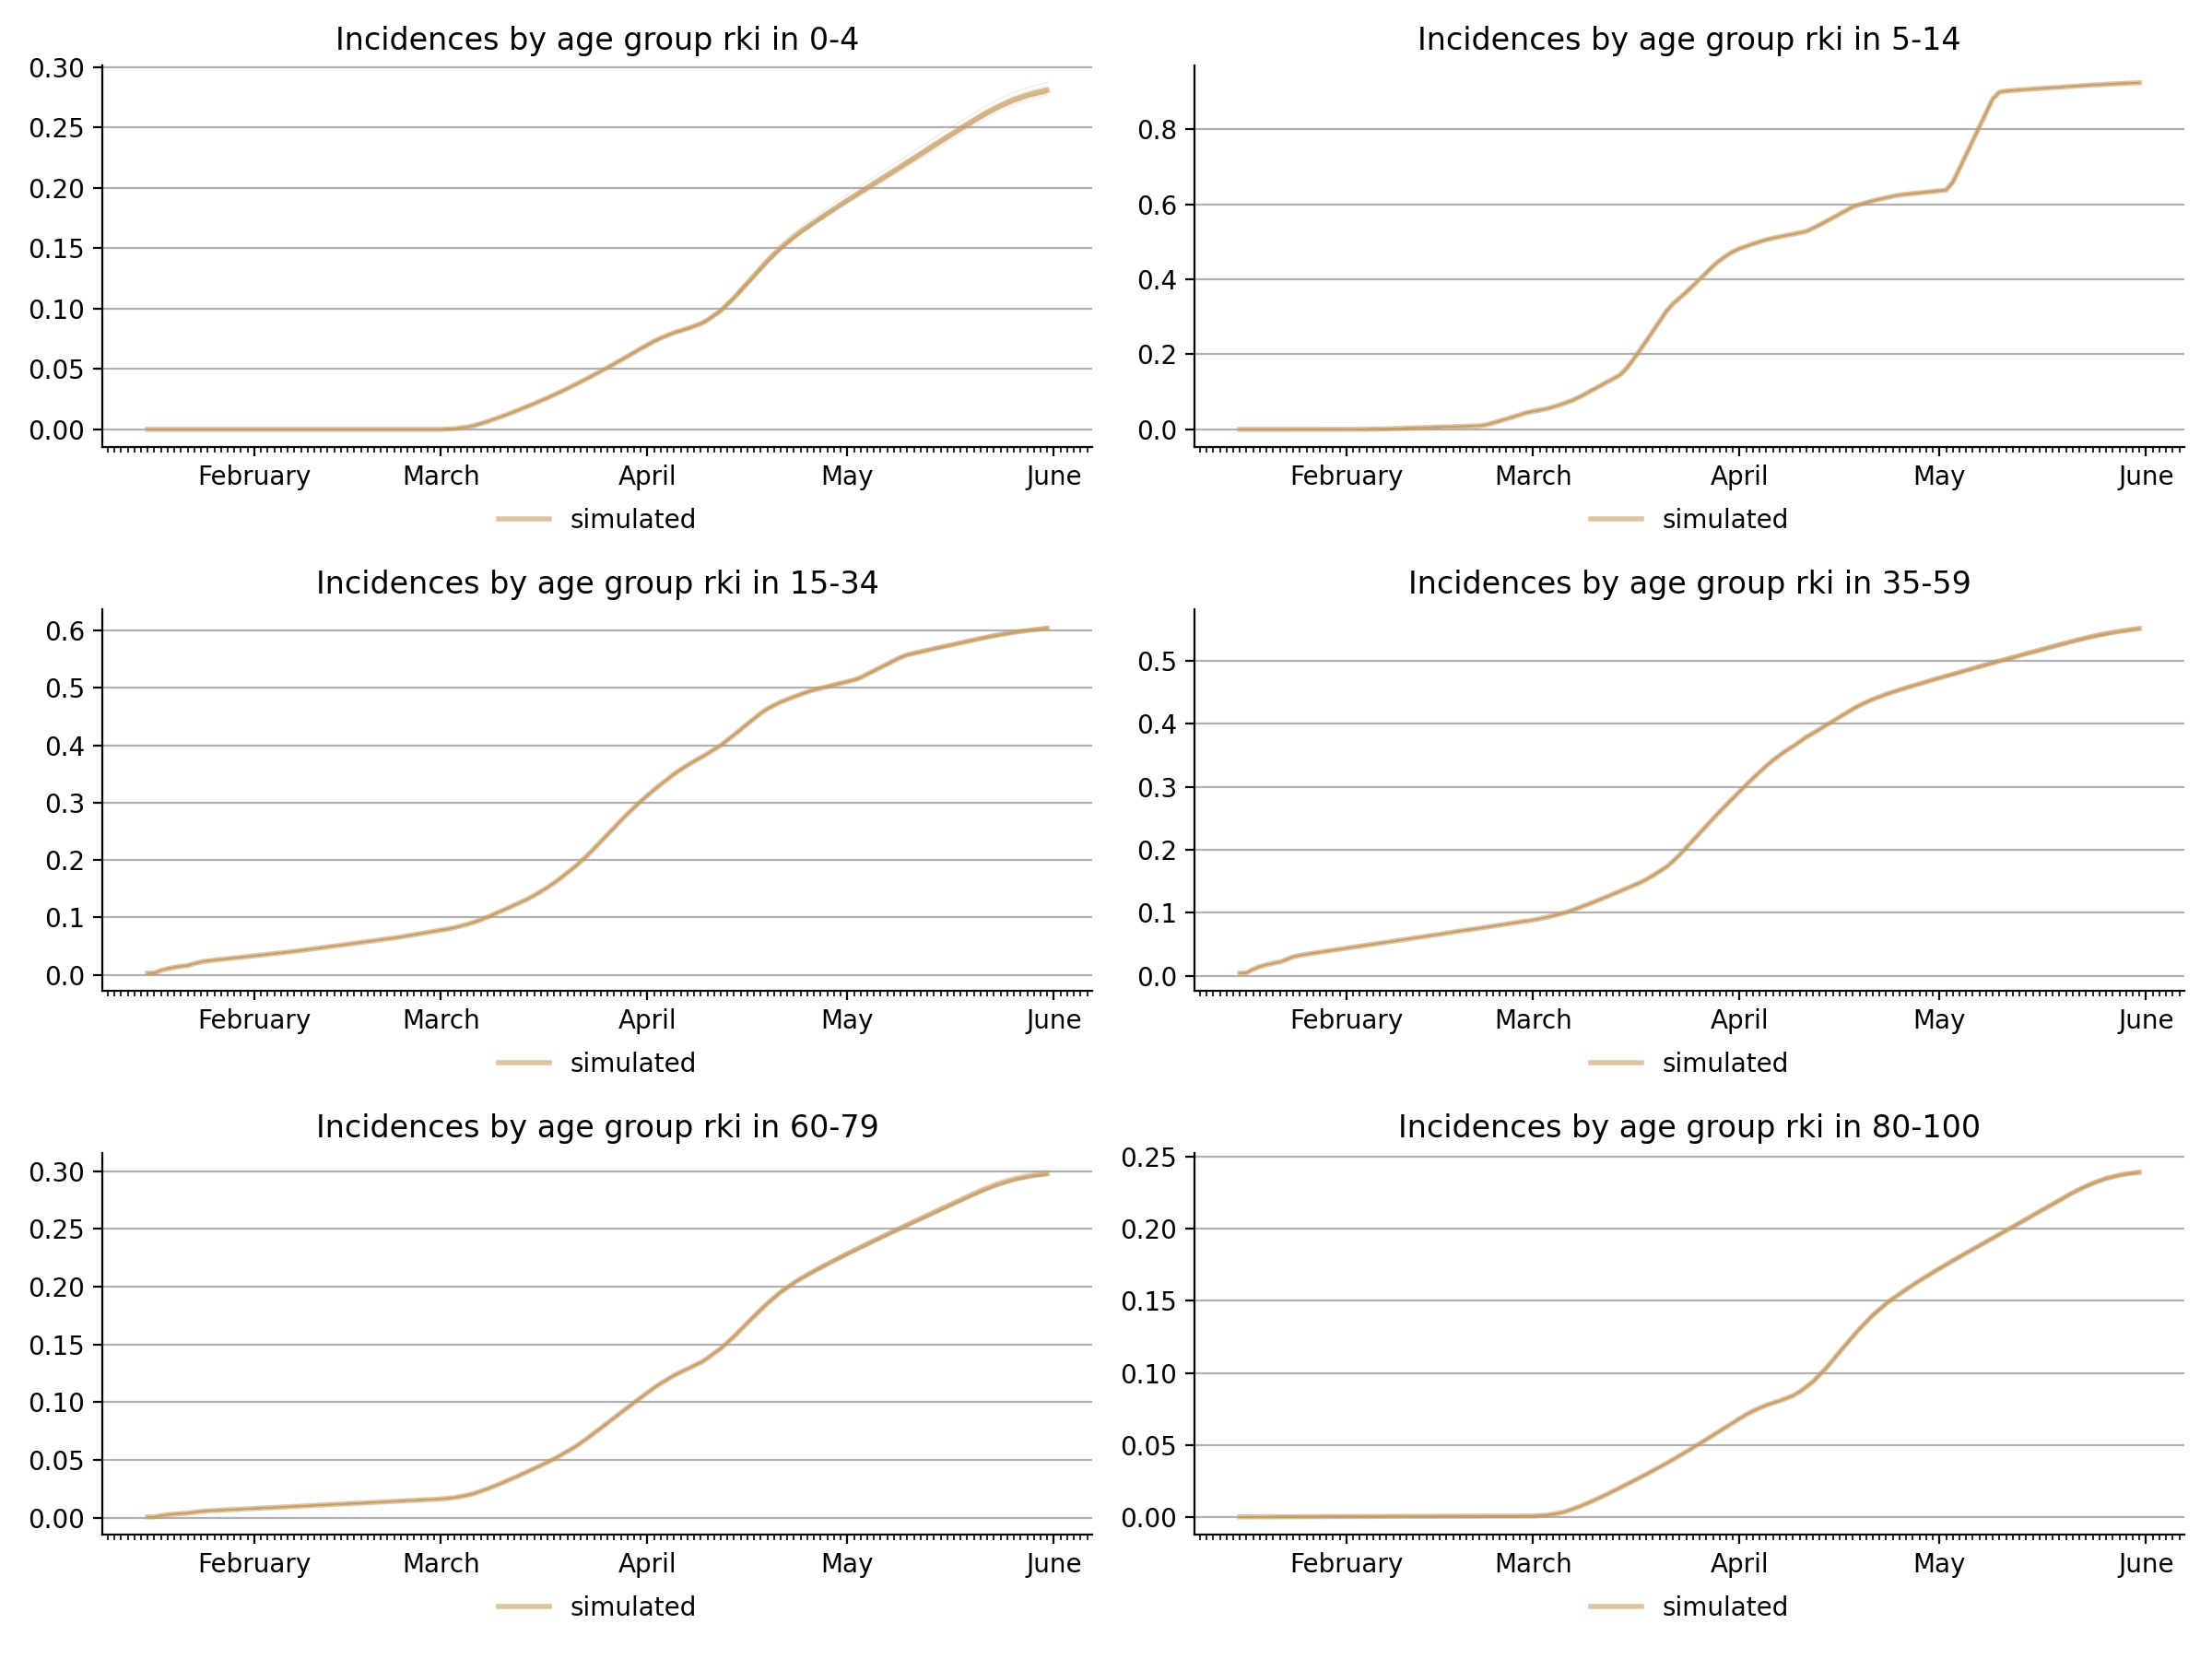 Incidences by age group rki in 0-4
0.30
0.25
0.20
0.15
0.10
0.05
0.00
February March April May June
simulated
Incidences by age group rki in 5-14
0.8
0.6
0.4
0.2
0.0
February March April May June
simulated
Incidences by age group rki in 15-34
0.6
0.5
0.4
0.3
0.2
0.1
0.0
February March April May June
simulated
Incidences by age group rki in 35-59
0.5
0.4
0.3
0.2
0.1
0.0
February March April May June
simulated
Incidences by age group rki in 60-79
0.30
0.25
0.20
0.15
0.10
0.05
0.00
February March April May June
simulated
Incidences by age group rki in 80-100
0.25
0.20
0.15
0.10
0.05
0.00
February March April May June
simulated